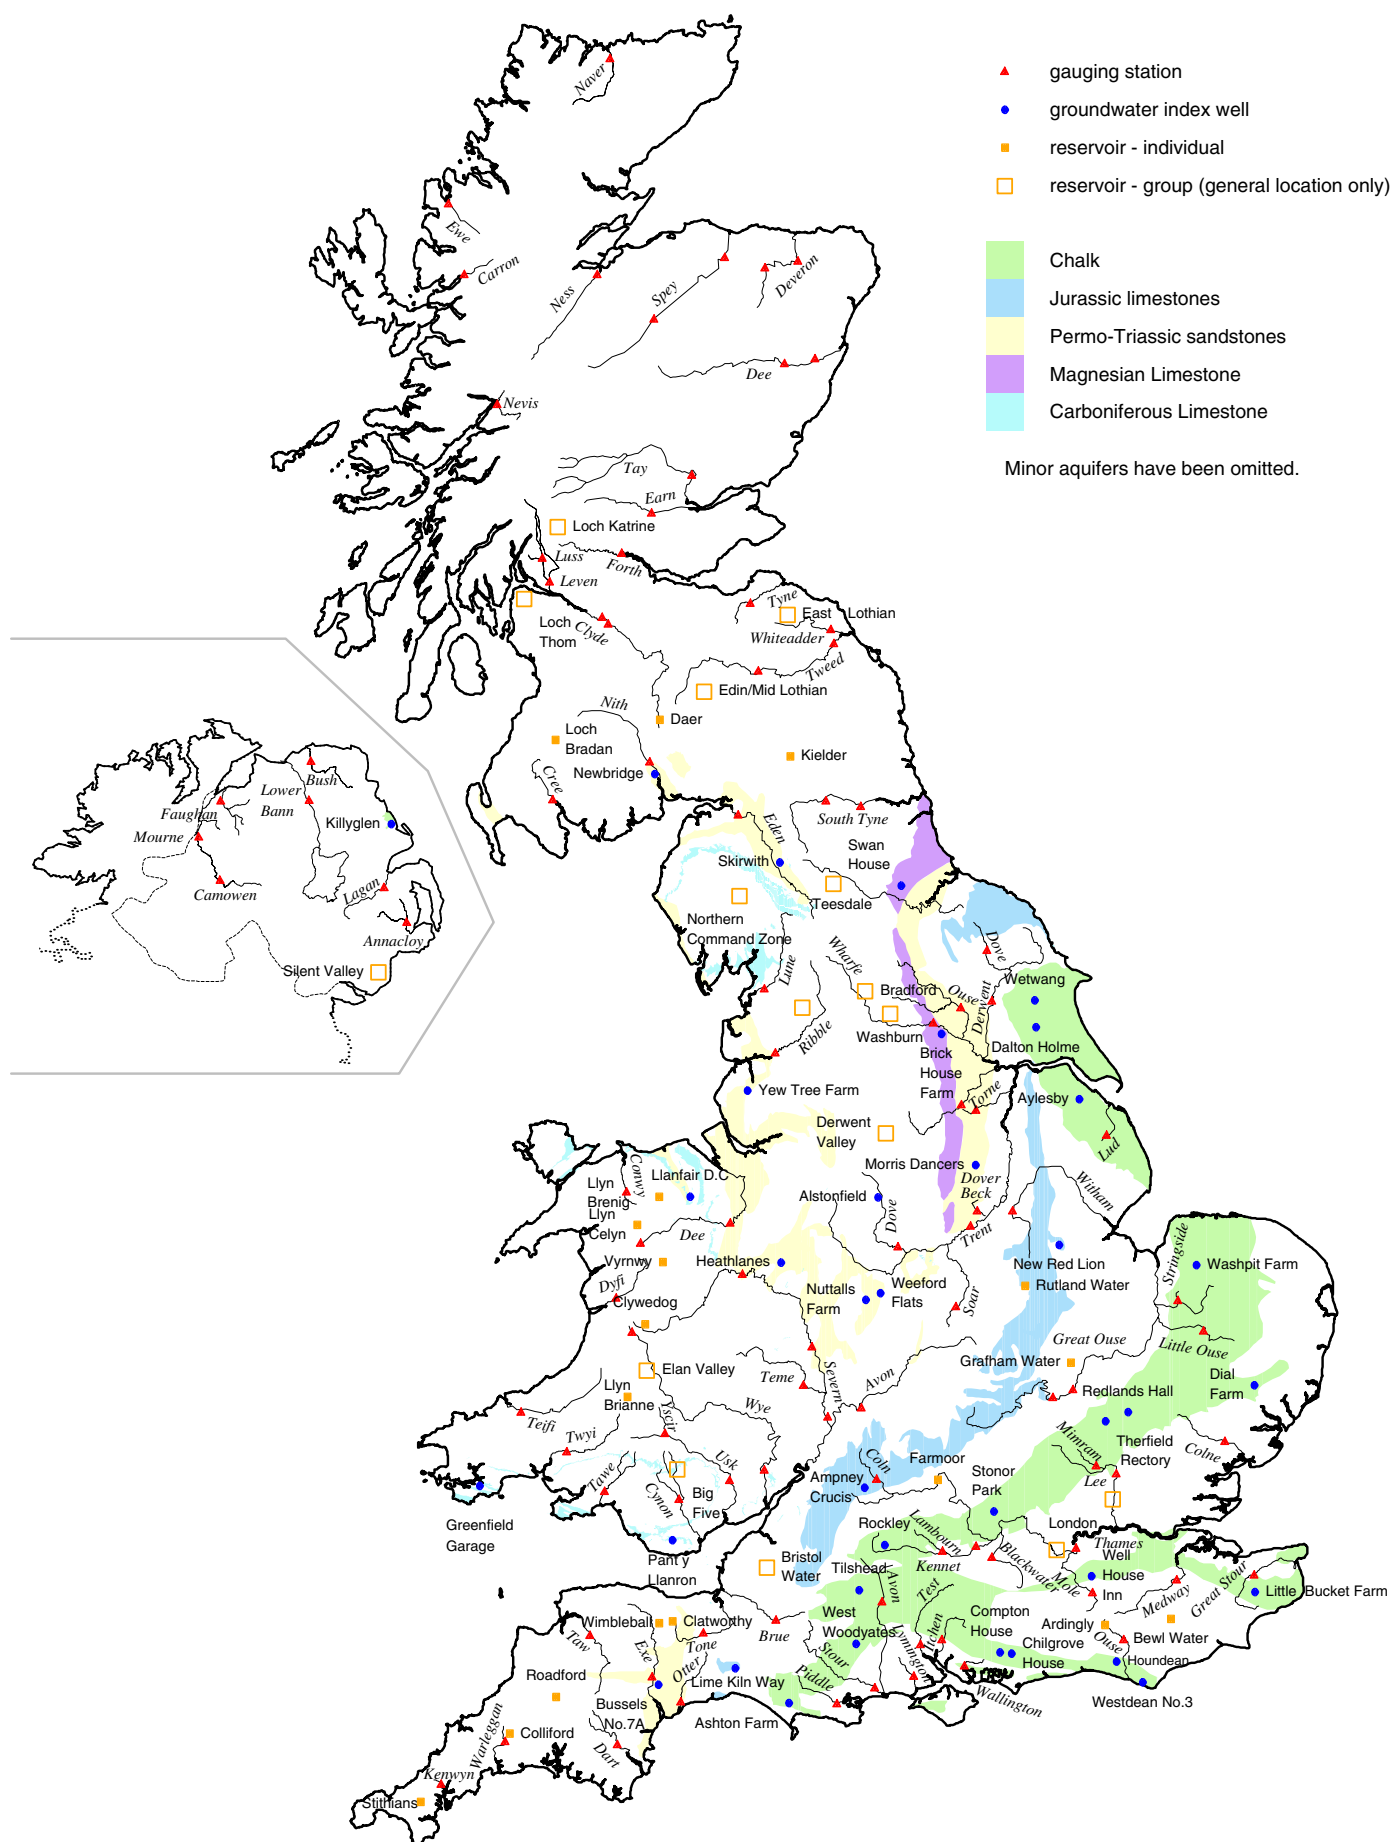 gauging station
groundwater index well
reservoir - individual
reservoir - group (general location only)
Chalk
Jurassic limestones
Permo-Triassic sandstones
Magnesian Limestone
Carboniferous Limestone
Minor aquifers have been omitted.
Naver
Ewe
Carron
Ness
Spey
Deveron
Dee
Nevis
Tay
Earn
Loch Katrine
Luss
Forth
Leven
Loch
Thom
Clyde
Tyne
East Lothian
Whiteadder
Tweed
Edin/Mid Lothian
Nith
Daer
Loch
Bradan
Newbridge
Cree
Kielder
Bush
Lower
Bann
Faughan
Mourne
Killyglen
Camowen
Lagan
Annacloy
Silent Valley
Eden
South Tyne
Swan
House
Skirwith
Teesdale
Northern
Command Zone
Lune
Wharfe
Dove
Wetwang
Bradford
Ouse
Derwent
Washburn
Ribble
Brick
House
Farm
Dalton Holme
Torne
Yew Tree Farm
Aylesby
Lud
Derwent
Valley
Morris Dancers
Dover
Beck
Witham
Conwy
Llanfair D.C
Llyn
Brenig
Llyn
Celyn
Alstonfield
Dove
Dee
Trent
Vyrnwy
Heathlanes
New Red Lion
Stringside
Washpit Farm
Dyfi
Clywedog
Nuttalls
Farm
Weeford
Flats
Soar
Rutland Water
Great Ouse
Little Ouse
Grafham Water
Elan Valley
Teme
Severn
Avon
Dial
Farm
Redlands Hall
Llyn
Brianne
Teifi
Twyi
Yscir
Wye
Mimram
Therfield
Rectory
Colne
Usk
Coln
Farmoor
Tawe
Cynon
Big
Five
Ampney
Crucis
Stonor
Park
Lee
Greenfield
Garage
Rockley
Lambourn
London
Thames
Pant y
Llanron
Bristol
Water
Tilshead
Kennet
Blackwater
Mole
Well
House
Inn
Avon
Test
Medway
Great Stour
Little Bucket Farm
Wimbleball
Clatworthy
Taw
Exe
Tone
Brue
West
Woodyates
Stour
Lymington
Itchen
Compton
House
Chilgrove
House
Ardingly
Ouse
Bewl Water
Houndean
Roadford
Otter
Lime Kiln Way
Piddle
Wallington
Westdean No.3
Bussels
No.7A
Ashton Farm
Warleggan
Colliford
Dart
Kenwyn
Stithians